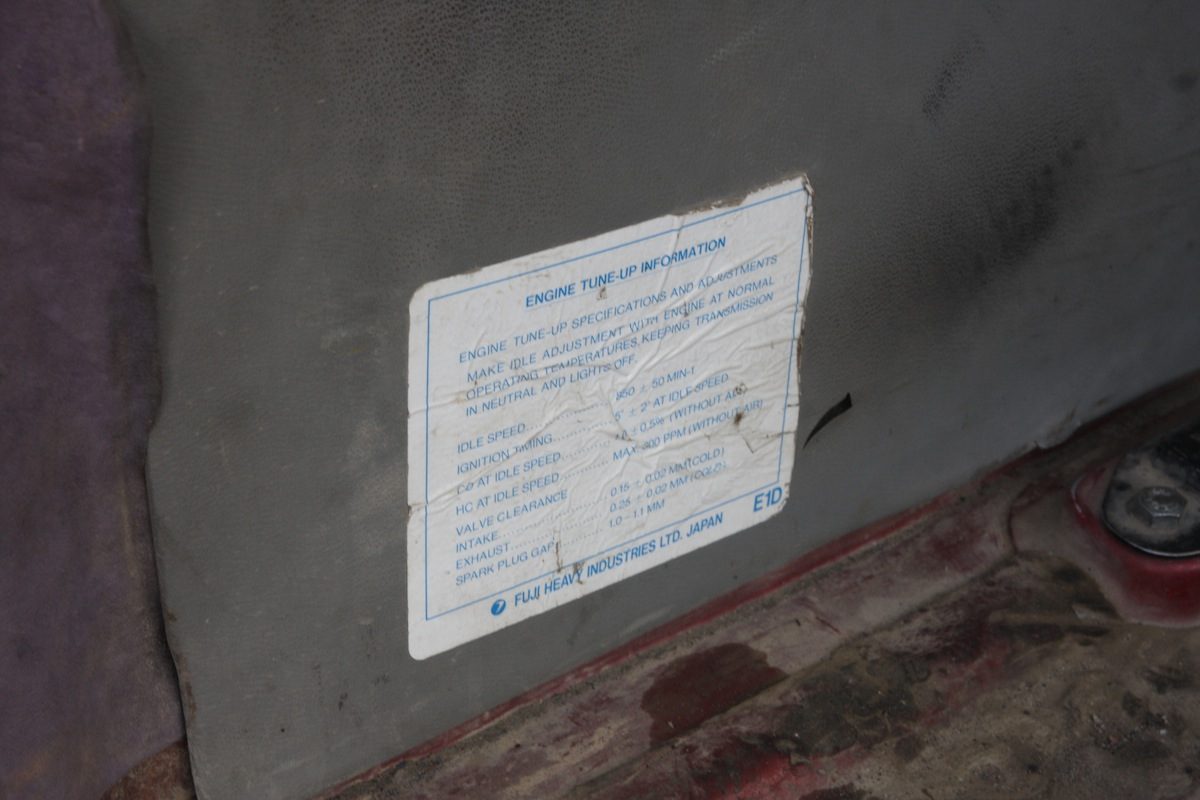 ENGINE TUNE-UP INFORMATION
ENGINE TUNE-UP SPECIFICATIONS AND ADJUSTMENTS
MAKE IDLE ADJUSTMENT WITH ENGINE AT NORMAL
OPERATING TEMPERATURES, KEEPING TRANSMISSION
IN NEUTRAL AND LIGHTS OFF.
IDLE SPEED............ 850 ± 50 MIN-1
IGNITION TIMING............ 5° ± 2° AT IDLE SPEED
CO AT IDLE SPEED............ ± 0.5% (WITHOUT AIR)
HC AT IDLE SPEED............ MAX. 300 PPM (WITHOUT AIR)
VALVE CLEARANCE
INTAKE............ 0.15 ± 0.02 MM (COLD)
EXHAUST............ 0.25 ± 0.02 MM (COLD)
SPARK PLUG GAP............ 1.0-1.1 MM
7 FUJI HEAVY INDUSTRIES LTD. JAPAN
E1D